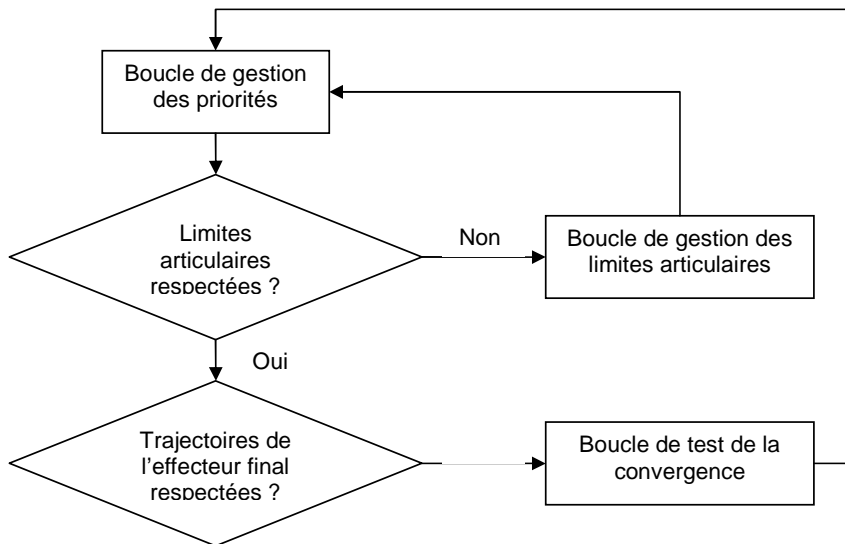 Boucle de gestion
des priorités
Limites
articulaires
respectées ?
Non
Boucle de gestion des
limites articulaires
Oui
Trajectoires de
l'effecteur final
respectées ?
Boucle de test de la
convergence